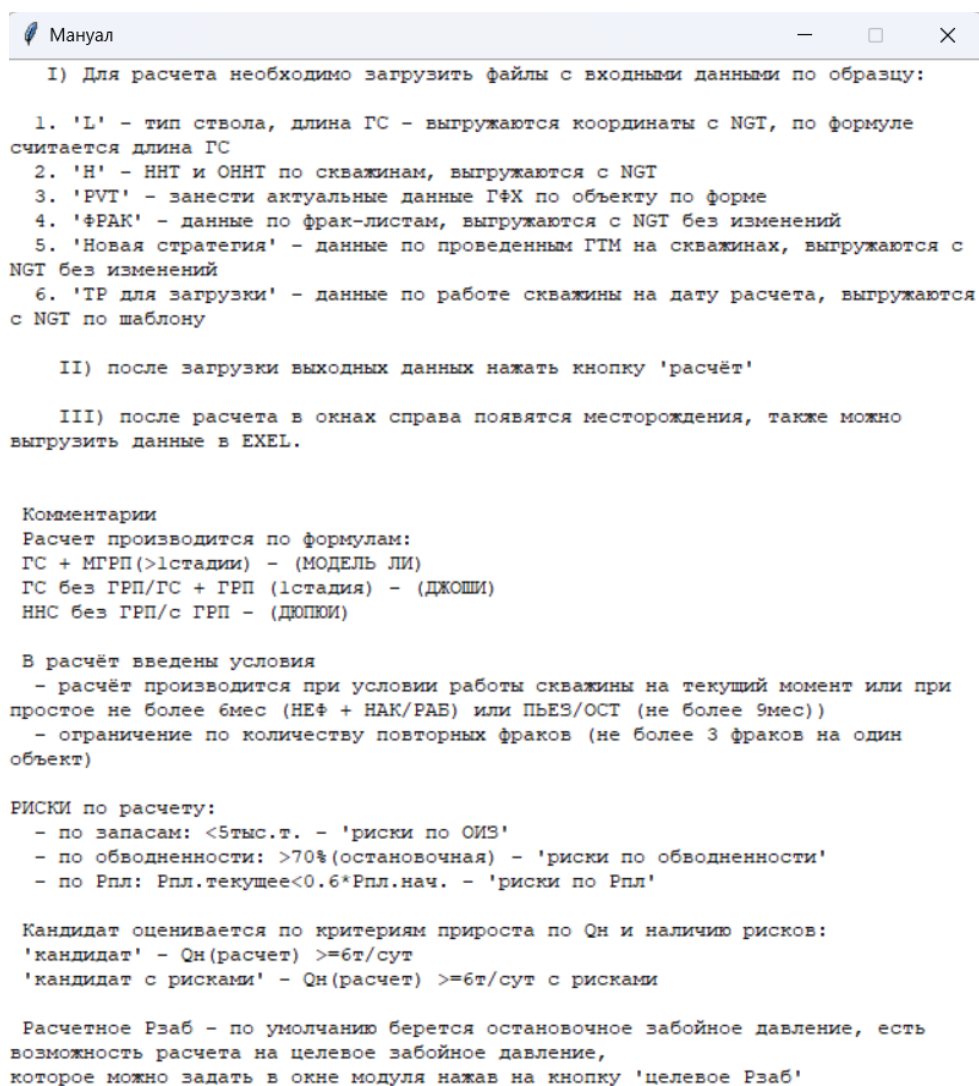 Мануал
I) Для расчета необходимо загрузить файлы с входными данными по образцу:
1. 'L' - тип ствола, длина ГС - выгружаются координаты с NGT, по формуле
считается длина ГС
2. 'H' - ННТ и ОННТ по скважинам, выгружаются с NGT
3. 'PVT' - занести актуальные данные ГФХ по объекту по форме
4. 'ФРАК' - данные по фрак-листам, выгружаются с NGT без изменений
5. 'Новая стратегия' - данные по проведенным ГТМ на скважинах, выгружаются с
NGT без изменений
6. 'ТР для загрузки' - данные по работе скважины на дату расчета, выгружаются
с NGT по шаблону
II) после загрузки выходных данных нажать кнопку 'расчёт'
III) после расчета в окнах справа появятся месторождения, также можно
выгрузить данные в EXEL.
Комментарии
Расчет производится по формулам:
ГС + МГРП(>1стадии) - (МОДЕЛЬ ЛИ)
ГС без ГРП/ГС + ГРП (1стадия) - (ДЖОШИ)
ННС без ГРП/с ГРП - (ДЮПЮИ)
В расчёт введены условия
- расчёт производится при условии работы скважины на текущий момент или при
простое не более 6мес (НЕФ + НАК/РАБ) или ПЬЕЗ/ОСТ (не более 9мес))
- ограничение по количеству повторных фраков (не более 3 фраков на один
объект)
РИСКИ по расчету:
- по запасам: <5тыс.т. - 'риски по ОИЗ'
- по обводненности: >70%(остановочная) - 'риски по обводненности'
- по Рпл: Рпл.текущее<0.6*Рпл.нач. - 'риски по Рпл'
Кандидат оценивается по критериям прироста по Qн и наличию рисков:
'кандидат' - Qн(расчет) >=6т/сут
'кандидат с рисками' - Qн(расчет) >=6т/сут с рисками
Расчетное Рзаб - по умолчанию берется остановочное забойное давление, есть
возможность расчета на целевое забойное давление,
которое можно задать в окне модуля нажав на кнопку 'целевое Рзаб'